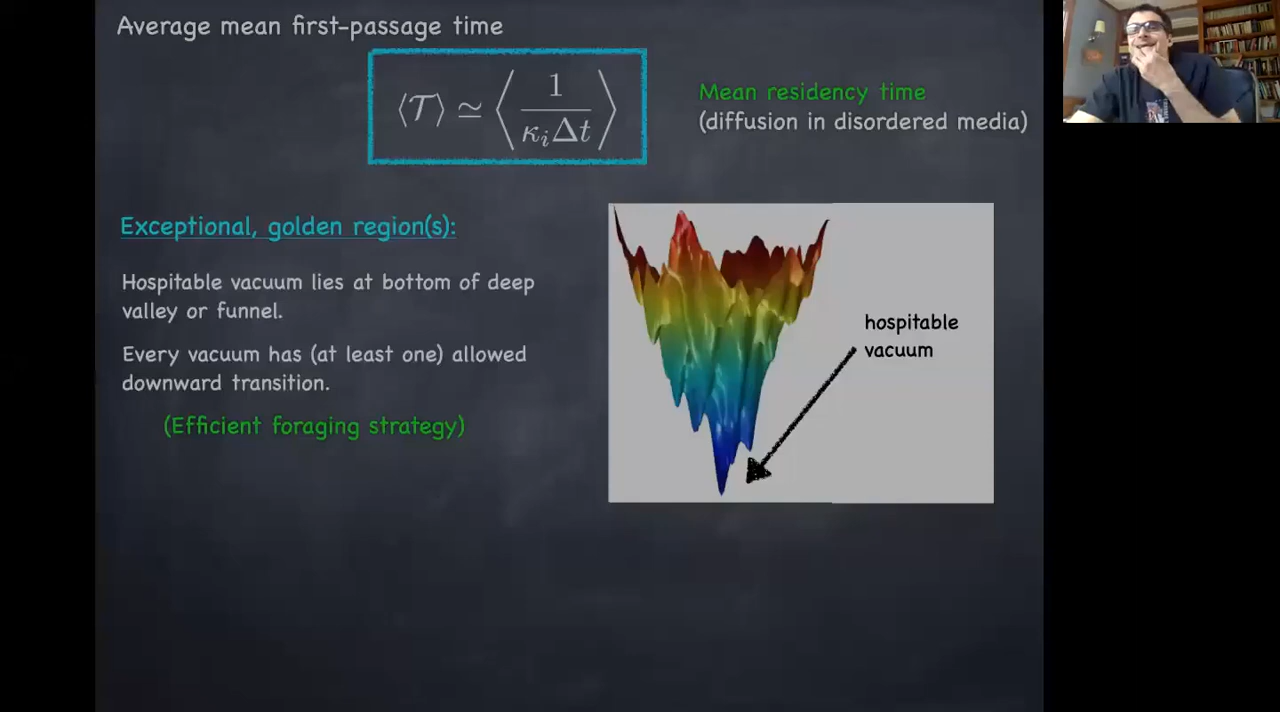 Average mean first-passage time
⟨𝒯⟩ ≃ ⟨ 1 / κᵢΔt ⟩
Mean residency time
(diffusion in disordered media)
Exceptional, golden region(s):
Hospitable vacuum lies at bottom of deep
valley or funnel.
Every vacuum has (at least one) allowed
downward transition.
(Efficient foraging strategy)
hospitable
vacuum